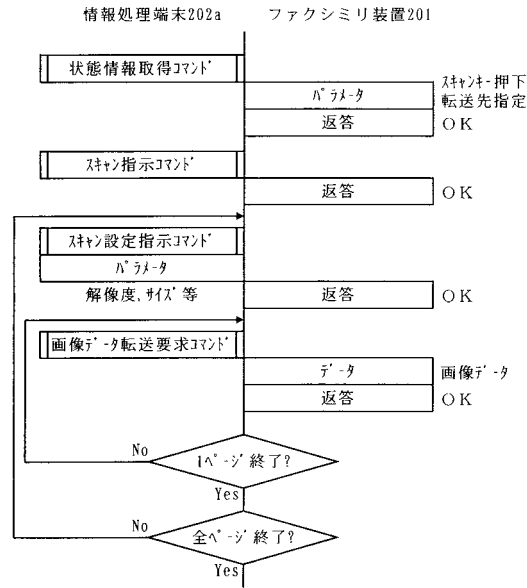 情報処理端末202a ファクシミリ装置201
状態情報取得ｺﾏﾝﾄﾞ
ﾊﾟﾗﾒｰﾀ
ｽｷｬﾝｷｰ押下
転送先指定
返答 OK
ｽｷｬﾝ指示ｺﾏﾝﾄﾞ
返答 OK
ｽｷｬﾝ設定指示ｺﾏﾝﾄﾞ
ﾊﾟﾗﾒｰﾀ
解像度,ｻｲｽﾞ等 返答 OK
画像ﾃﾞｰﾀ転送要求ｺﾏﾝﾄﾞ
ﾃﾞｰﾀ 画像ﾃﾞｰﾀ
返答 OK
No
1ﾍﾟｰｼﾞ終了?
Yes
No
全ﾍﾟｰｼﾞ終了?
Yes